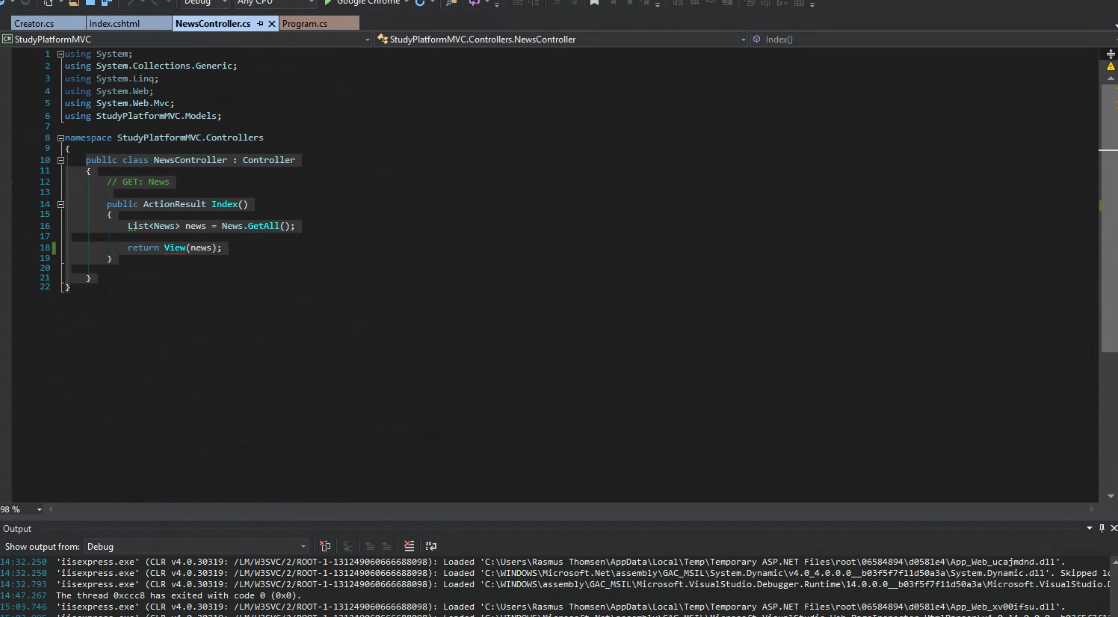 Debug Any CPU Google Chrome
Creator.cs Index.cshtml NewsController.cs Program.cs
StudyPlatformMVC StudyPlatformMVC.Controllers.NewsController Index()
1 using System;
2 using System.Collections.Generic;
3 using System.Linq;
4 using System.Web;
5 using System.Web.Mvc;
6 using StudyPlatformMVC.Models;
7
8 namespace StudyPlatformMVC.Controllers
9 {
10 public class NewsController : Controller
11 {
12 // GET: News
13
14 public ActionResult Index()
15 {
16 List<News> news = News.GetAll();
17
18 return View(news);
19 }
20
21 }
22 }
98 %
Output
Show output from: Debug
14:32.250 'iisexpress.exe' (CLR v4.0.30319: /LM/W3SVC/2/ROOT-1-131249060666688098): Loaded 'C:\Users\Rasmus Thomsen\AppData\Local\Temp\Temporary ASP.NET Files\root\06584894\d0581e4\App_Web_ucajmdnd.dll'.
14:32.250 'iisexpress.exe' (CLR v4.0.30319: /LM/W3SVC/2/ROOT-1-131249060666688098): Loaded 'C:\WINDOWS\Microsoft.Net\assembly\GAC_MSIL\System.Dynamic\v4.0_4.0.0.0__b03f5f7f11d50a3a\System.Dynamic.dll'. Skipped
14:32.793 'iisexpress.exe' (CLR v4.0.30319: /LM/W3SVC/2/ROOT-1-131249060666688098): Loaded 'C:\WINDOWS\assembly\GAC_MSIL\Microsoft.VisualStudio.Debugger.Runtime\14.0.0.0__b03f5f7f11d50a3a\Microsoft.VisualStudio.D
14:47.267 The thread 0xccc8 has exited with code 0 (0x0).
15:03.746 'iisexpress.exe' (CLR v4.0.30319: /LM/W3SVC/2/ROOT-1-131249060666688098): Loaded 'C:\Users\Rasmus Thomsen\AppData\Local\Temp\Temporary ASP.NET Files\root\06584894\d0581e4\App_Web_xv00ifsu.dll'.